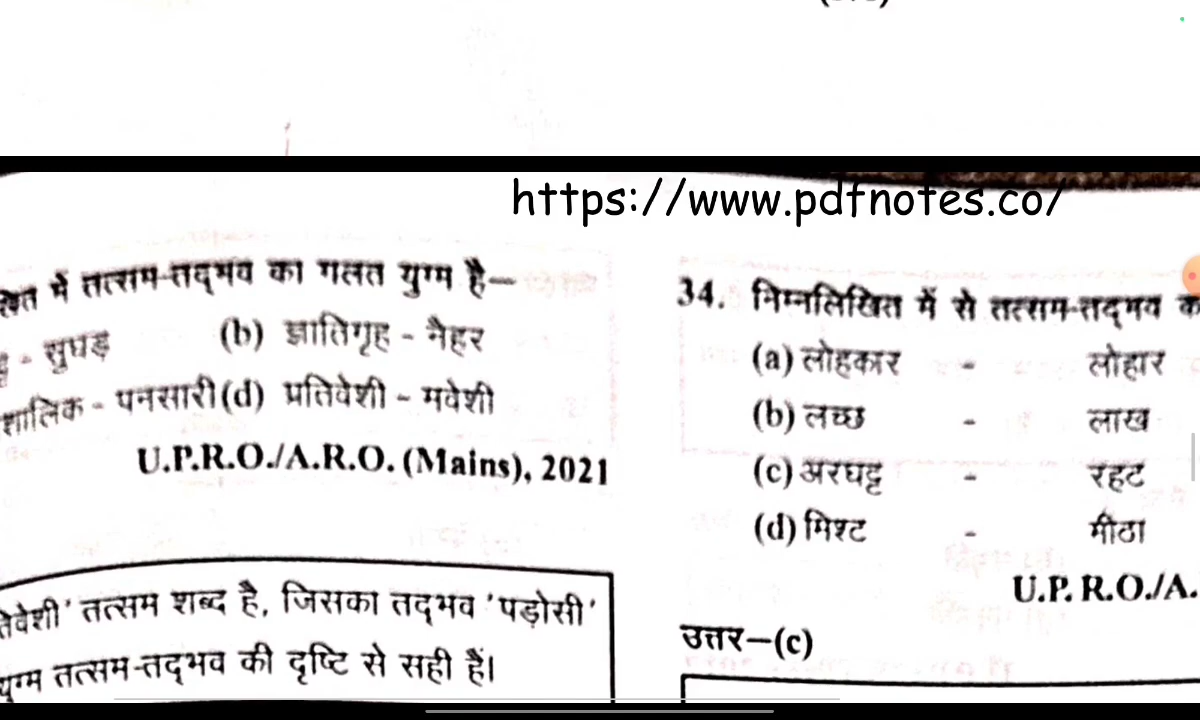 https://www.pdfnotes.co/
में तत्सम-तद्भव का गलत युग्म है—
- सुघड़ (b) ज्ञातिगृह - नैहर
शालिक - पनसारी (d) प्रतिवेशी - मवेशी
U.P.R.O./A.R.O. (Mains), 2021
तिवेशी' तत्सम शब्द है, जिसका तद्भव 'पड़ोसी'
युग्म तत्सम-तद्भव की दृष्टि से सही हैं।
34. निम्नलिखित में से तत्सम-तद्भव क
(a) लोहकार - लोहार
(b) लच्छ - लाख
(c) अरघट्ट - रहट
(d) मिश्ट - मीठा
U.P. R.O./A.
उत्तर—(c)